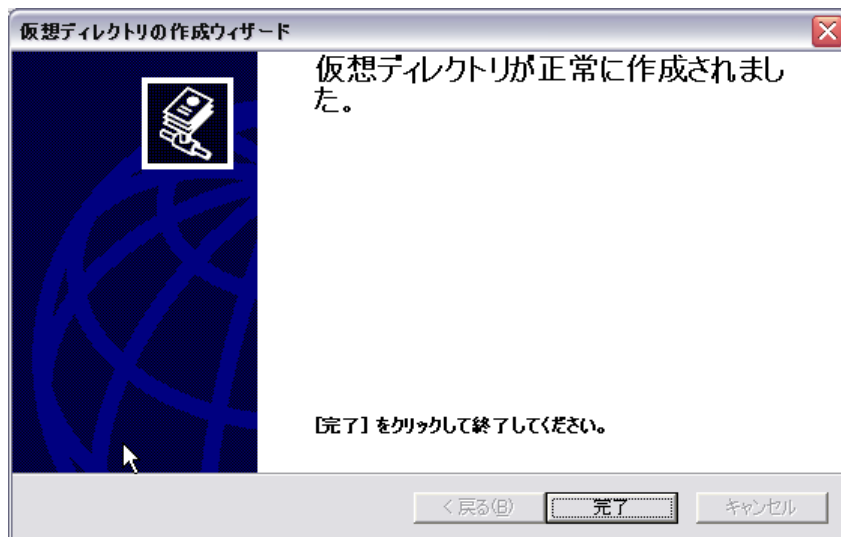 仮想ディレクトリの作成ウィザード
仮想ディレクトリが正常に作成されまし
た。
[完了] をクリックして終了してください。
< 戻る(B)
完了
キャンセル